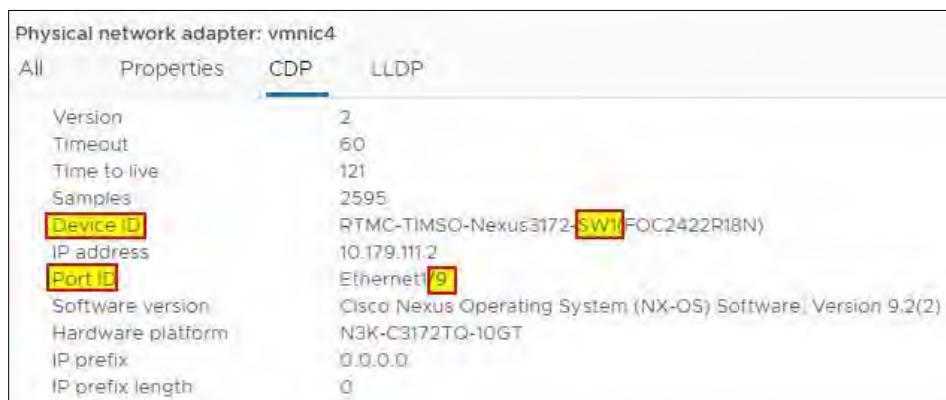 Physical network adapter: vmnic4
All Properties CDP LLDP
Version 2
Timeout 60
Time to live 121
Samples 2595
Device ID RTMC-TIMSO-Nexus3172-SW1(FOC2422R18N)
IP address 10.179.111.2
Port ID Ethernet1/9
Software version Cisco Nexus Operating System (NX-OS) Software, Version 9.2(2)
Hardware platform N3K-C3172TQ-10GT
IP prefix 0.0.0.0
IP prefix length 0